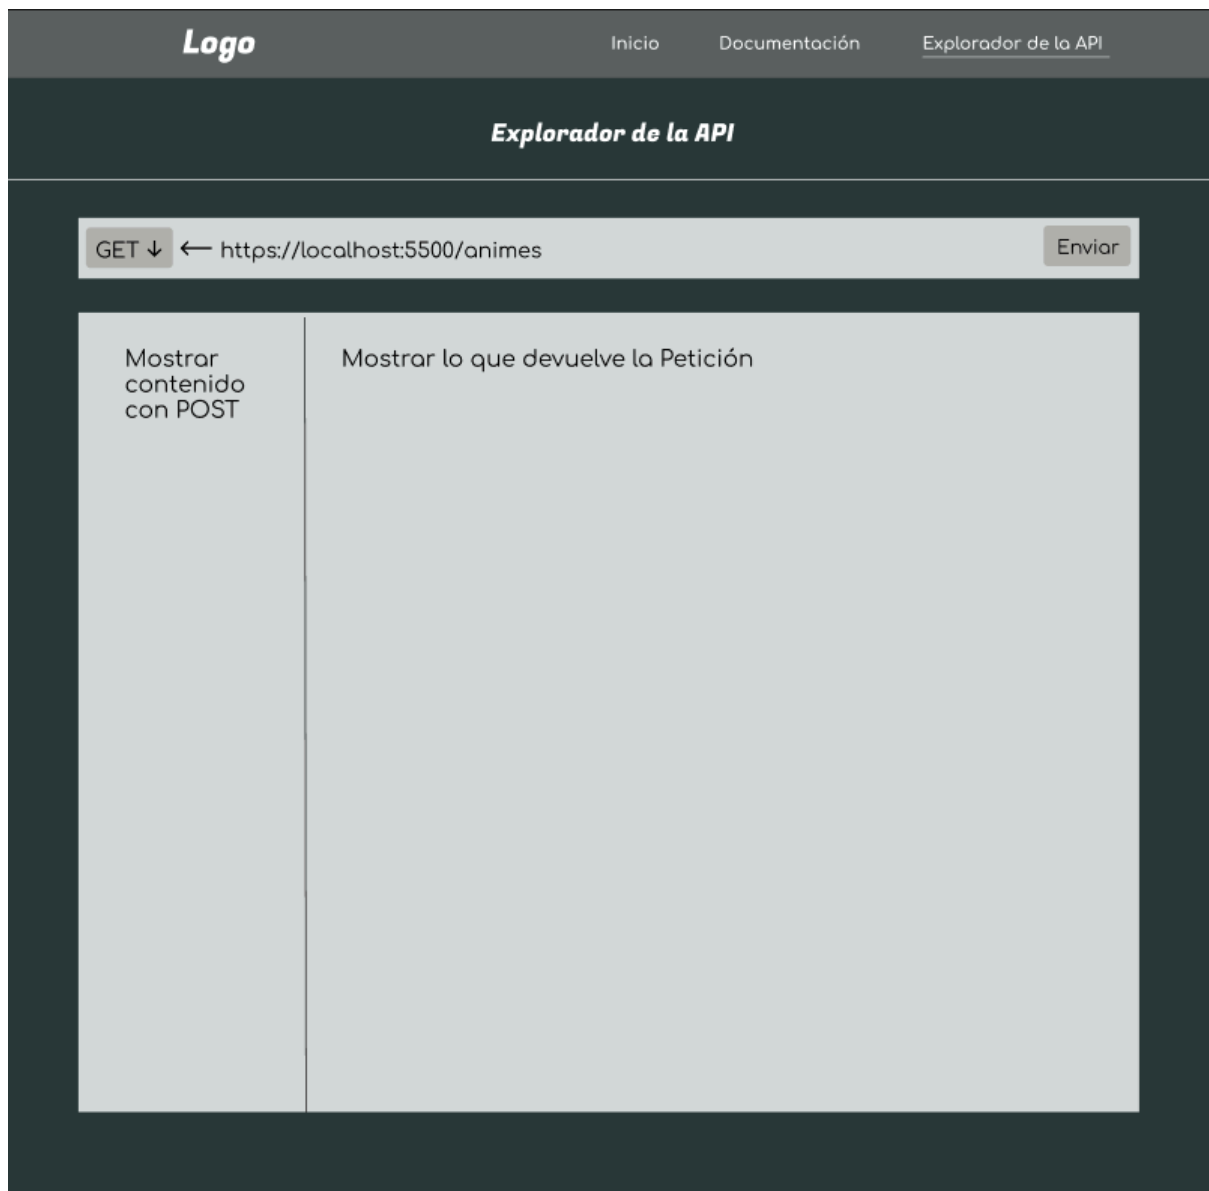 Logo
Inicio Documentación Explorador de la API
Explorador de la API
GET ↓ ← https://localhost:5500/animes Enviar
Mostrar
contenido
con POST
Mostrar lo que devuelve la Petición